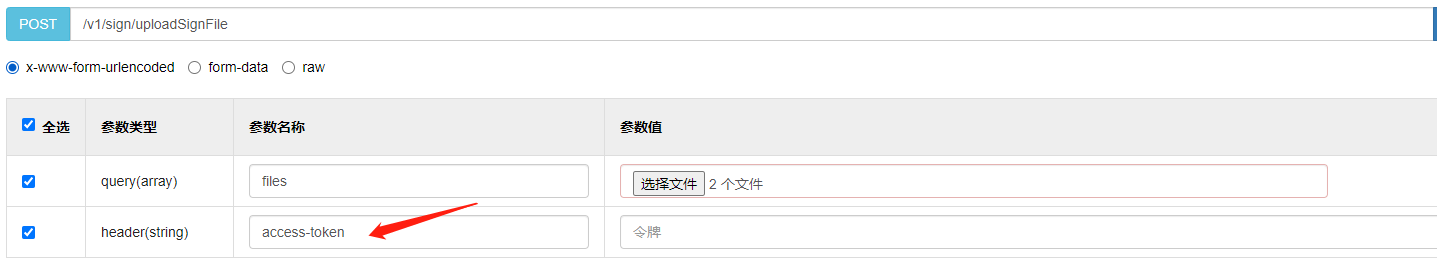 POST /v1/sign/uploadSignFile
x-www-form-urlencoded form-data raw
全选 参数类型 参数名称 参数值
query(array) files 选择文件 2 个文件
header(string) access-token 令牌